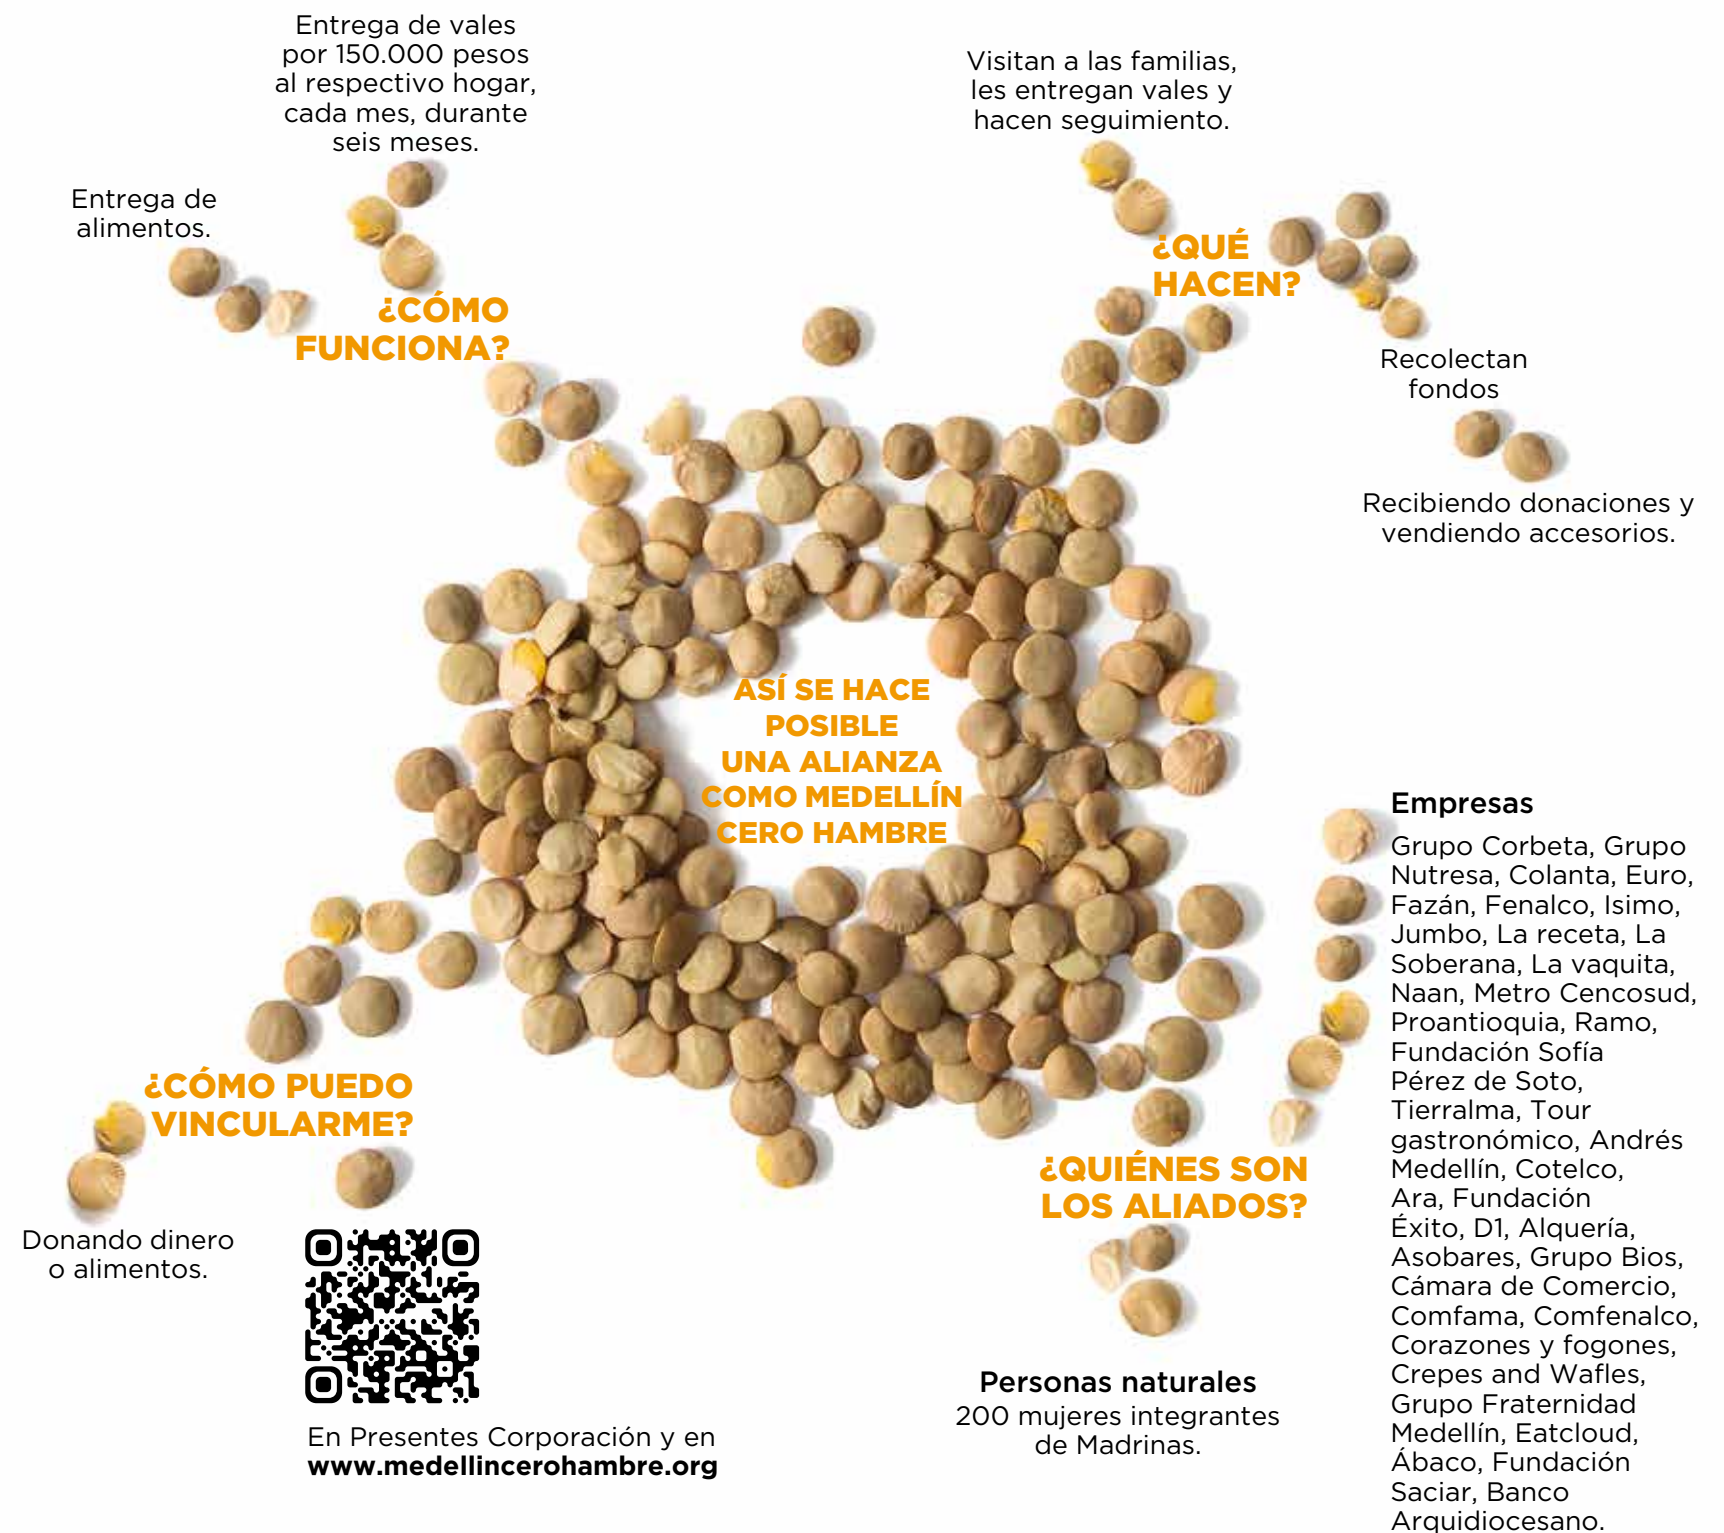 Entrega de vales
por 150.000 pesos
al respectivo hogar,
cada mes, durante
seis meses.
Entrega de
alimentos.
¿CÓMO
FUNCIONA?
Visitan a las familias,
les entregan vales y
hacen seguimiento.
¿QUÉ
HACEN?
Recolectan
fondos
Recibiendo donaciones y
vendiendo accesorios.
ASÍ SE HACE
POSIBLE
UNA ALIANZA
COMO MEDELLÍN
CERO HAMBRE
¿CÓMO PUEDO
VINCULARME?
Donando dinero
o alimentos.
En Presentes Corporación y en
www.medellincerohambre.org
¿QUIÉNES SON
LOS ALIADOS?
Personas naturales
200 mujeres integrantes
de Madrinas.
Empresas
Grupo Corbeta, Grupo
Nutresa, Colanta, Euro,
Fazán, Fenalco, Isimo,
Jumbo, La receta, La
Soberana, La vaquita,
Naan, Metro Cencosud,
Proantioquia, Ramo,
Fundación Sofía
Pérez de Soto,
Tierralma, Tour
gastronómico, Andrés
Medellín, Cotelco,
Ara, Fundación
Éxito, D1, Alquería,
Asobares, Grupo Bios,
Cámara de Comercio,
Comfama, Comfenalco,
Corazones y fogones,
Crepes and Wafles,
Grupo Fraternidad
Medellín, Eatcloud,
Ábaco, Fundación
Saciar, Banco
Arquidiocesano.